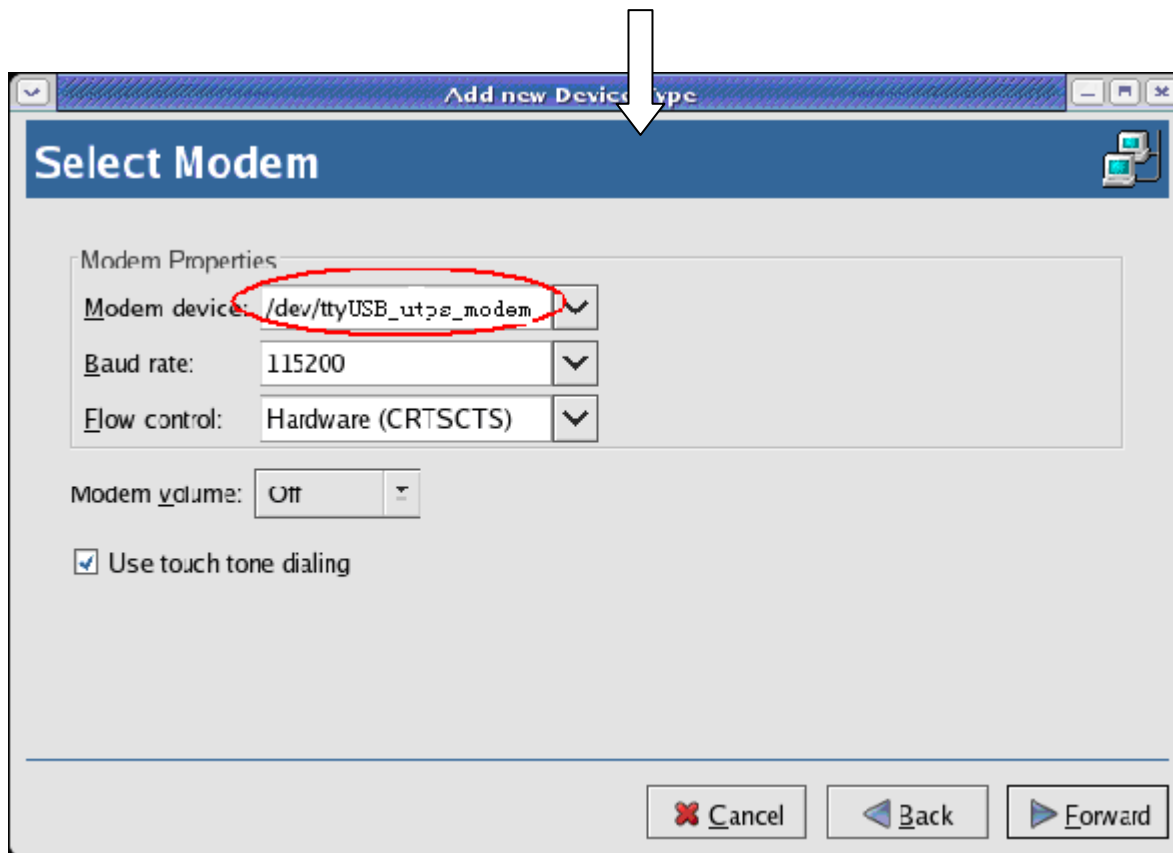 Add new Device Type
Select Modem
Modem Properties
Modem device: /dev/ttyUSB_utps_modem
Baud rate: 115200
Flow control: Hardware (CRTSCTS)
Modem volume: Off
Use touch tone dialing
Cancel Back Forward